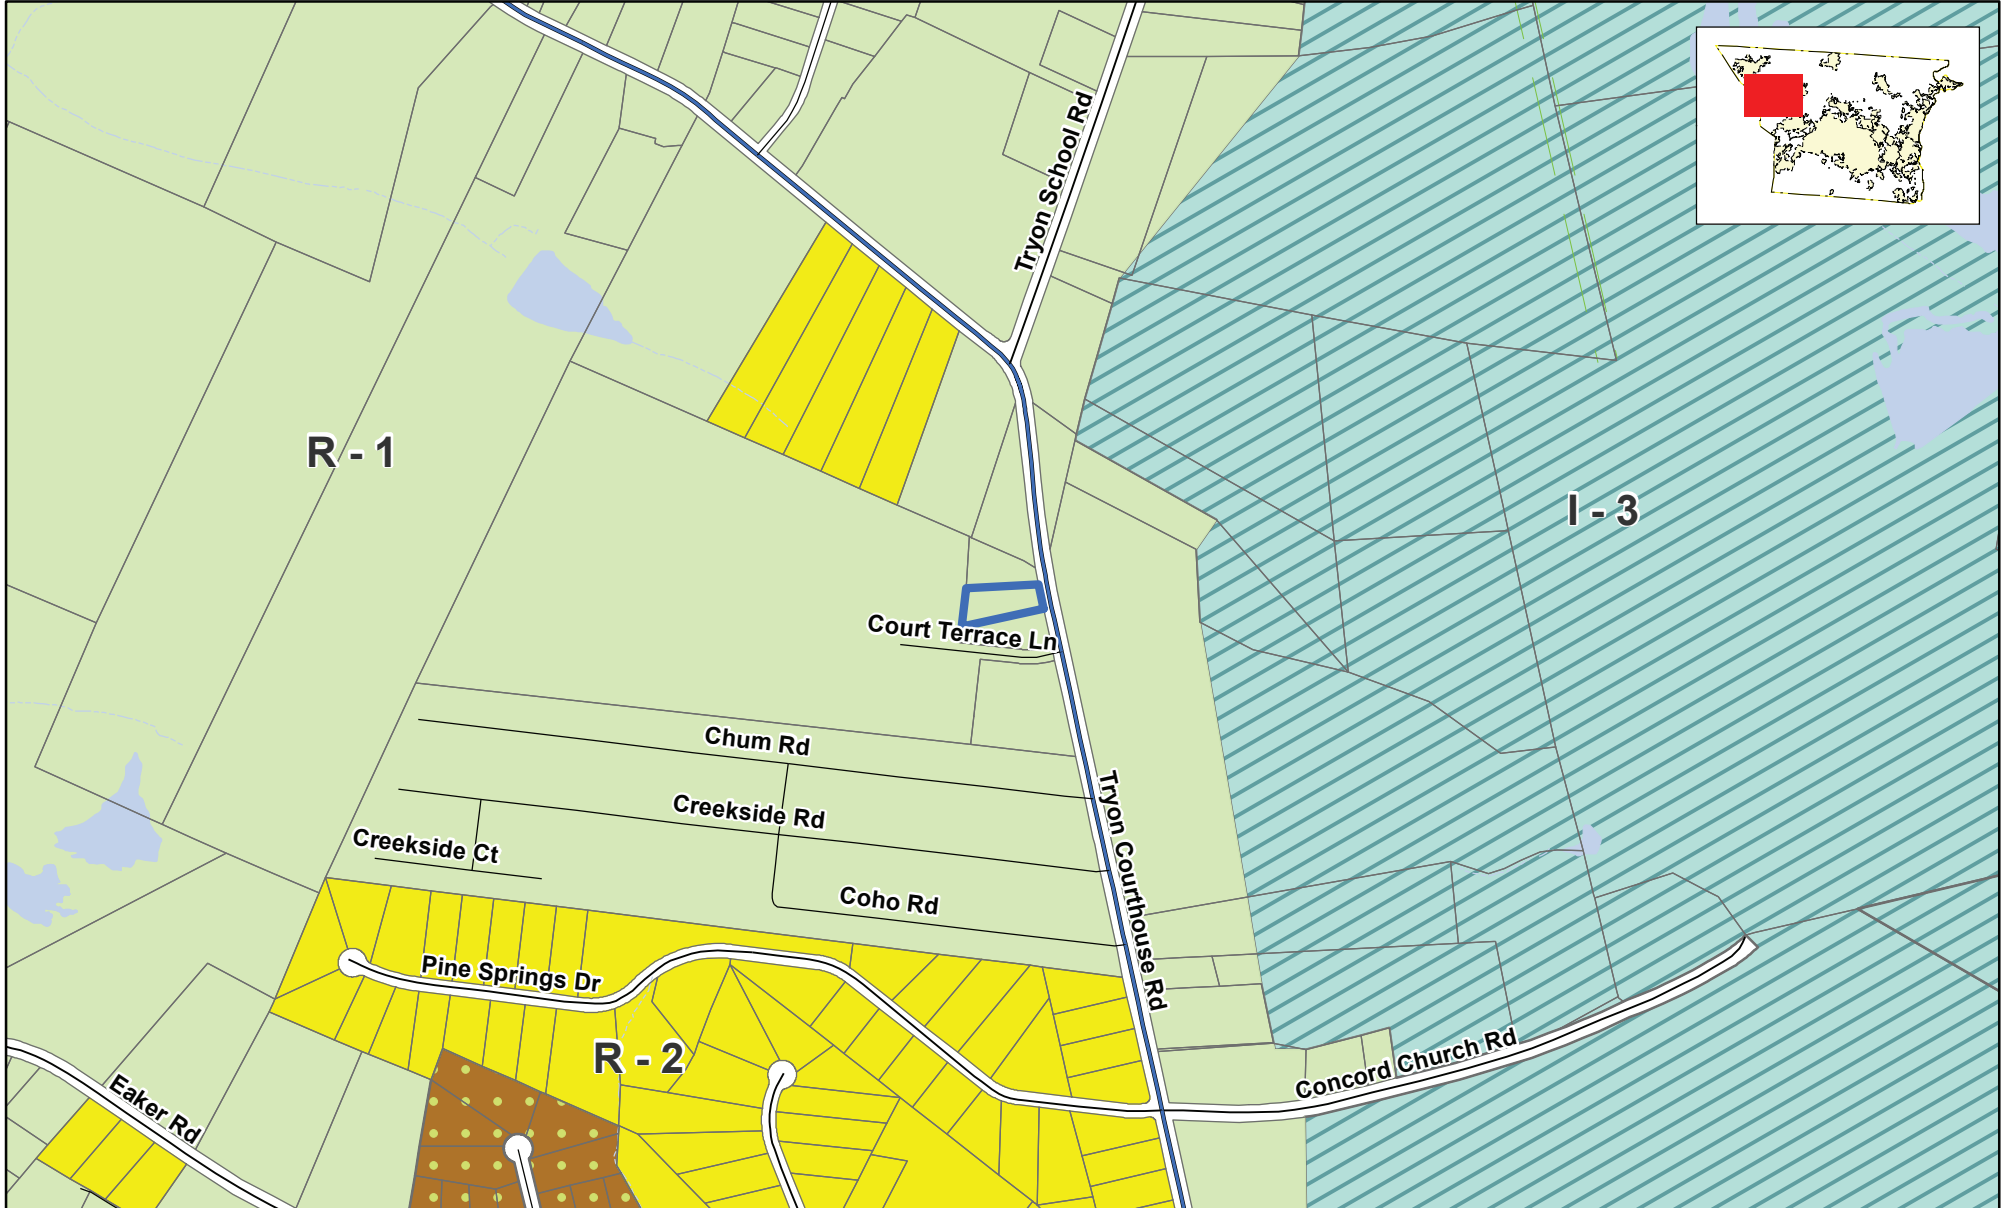 Tryon School Rd
R - 1
I - 3
Court Terrace Ln
Chum Rd
Creekside Rd
Creekside Ct
Coho Rd
Tryon Courthouse Rd
Pine Springs Dr
R - 2
Concord Church Rd
Eaker Rd